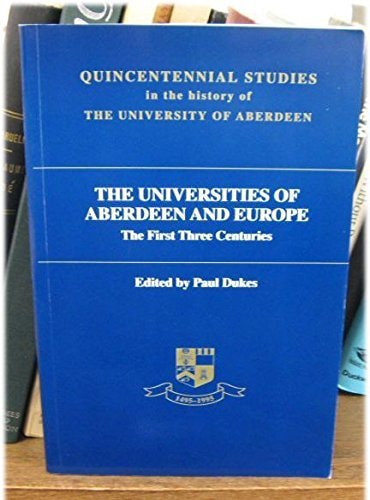 QUINCENTENNIAL STUDIES
in the history of
THE UNIVERSITY OF ABERDEEN
THE UNIVERSITIES OF
ABERDEEN AND EUROPE
The First Three Centuries
Edited by Paul Dukes
1495-1995